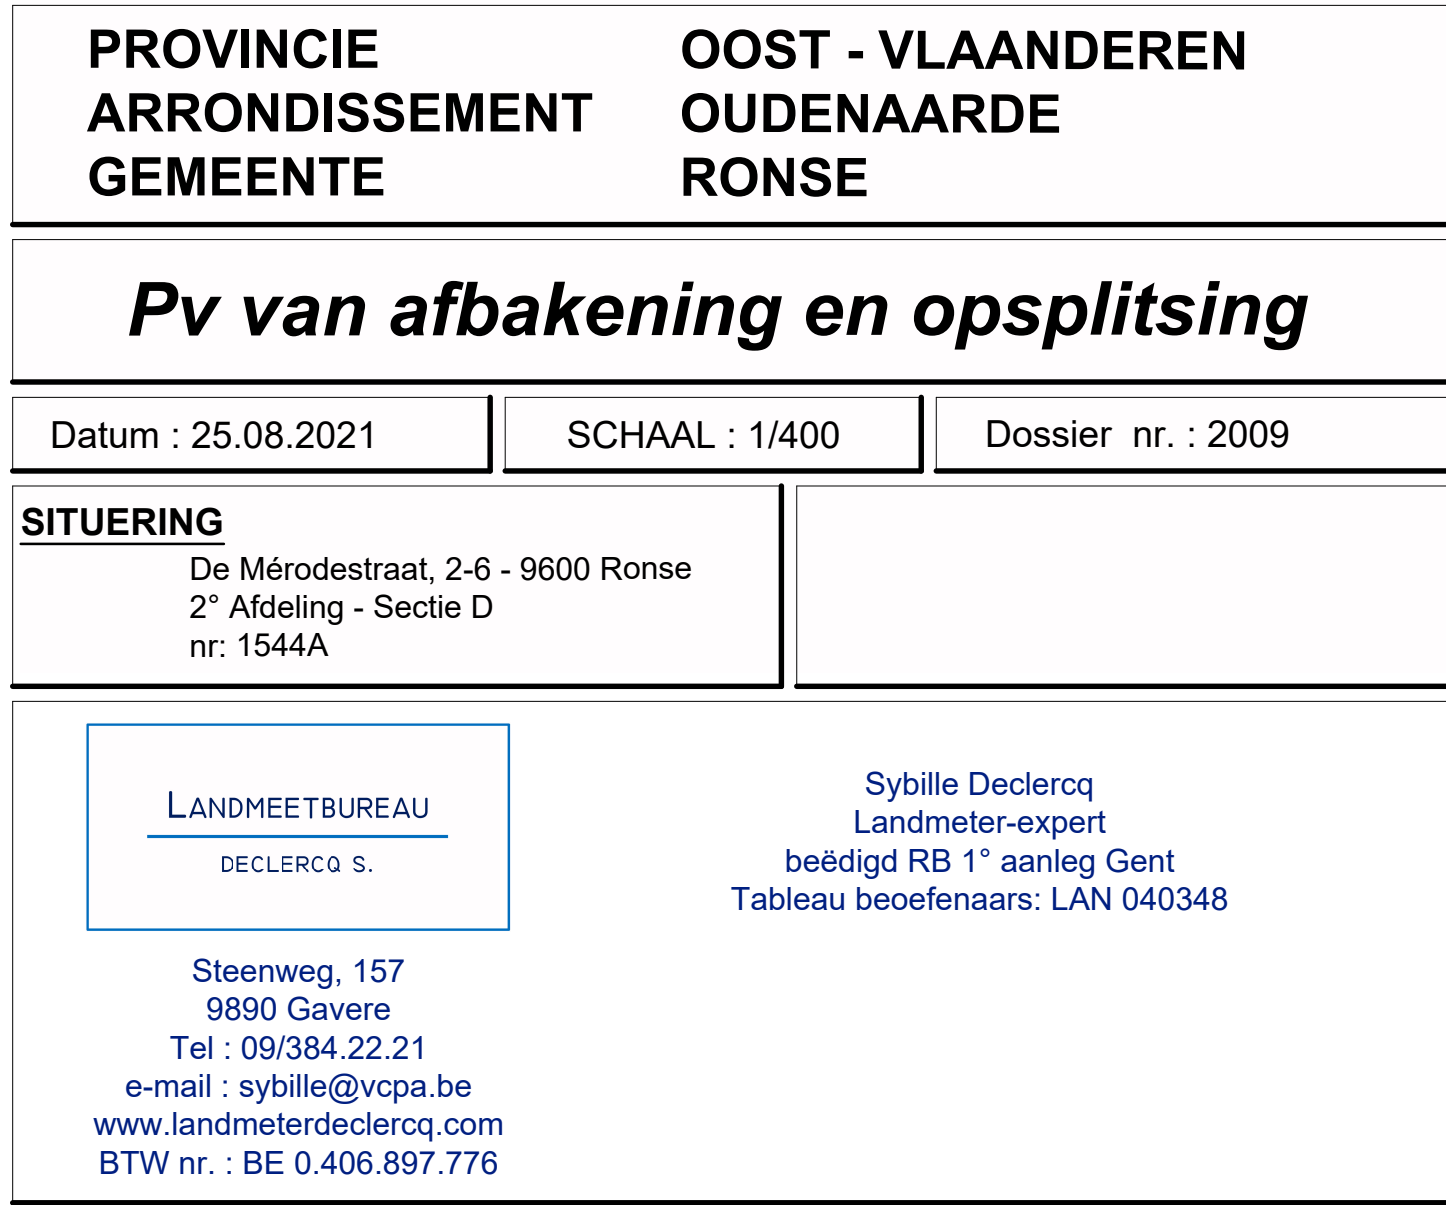 PROVINCIE OOST - VLAANDEREN
ARRONDISSEMENT OUDENAARDE
GEMEENTE RONSE
Pv van afbakening en opsplitsing
Datum : 25.08.2021 SCHAAL : 1/400 Dossier nr. : 2009
SITUERING
De Mérodestraat, 2-6 - 9600 Ronse
2° Afdeling - Sectie D
nr: 1544A
LANDMEETBUREAU
DECLERCQ S.
Steenweg, 157
9890 Gavere
Tel : 09/384.22.21
e-mail : sybille@vcpa.be
www.landmeterdeclercq.com
BTW nr. : BE 0.406.897.776
Sybille Declercq
Landmeter-expert
beëdigd RB 1° aanleg Gent
Tableau beoefenaars: LAN 040348